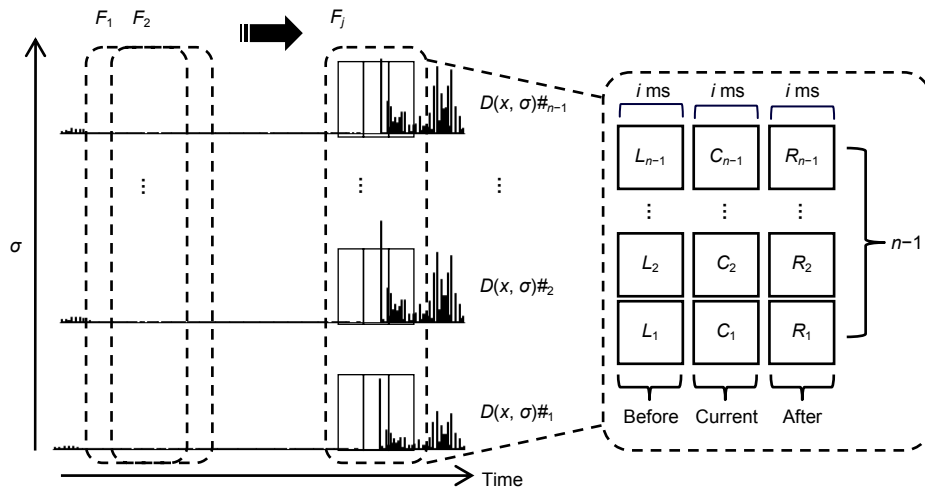 F₁ F₂ Fⱼ
D(x, σ)#ₙ₋₁
⋮ ⋮ ⋮
σ
D(x, σ)#₂
D(x, σ)#₁
Time
i ms i ms i ms
Lₙ₋₁ Cₙ₋₁ Rₙ₋₁
⋮ ⋮ ⋮
n−1
L₂ C₂ R₂
L₁ C₁ R₁
Before Current After